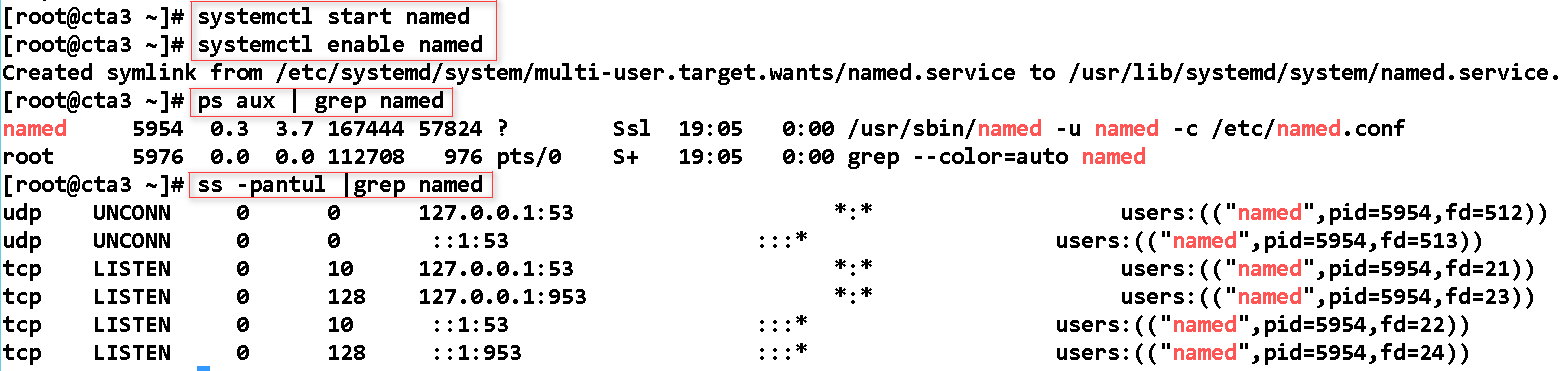 [root@cta3 ~]# systemctl start named
[root@cta3 ~]# systemctl enable named
Created symlink from /etc/systemd/system/multi-user.target.wants/named.service to /usr/lib/systemd/system/named.service.
[root@cta3 ~]# ps aux | grep named
named     5954  0.3  3.7 167444 57824 ?        Ssl  19:05   0:00 /usr/sbin/named -u named -c /etc/named.conf
root      5976  0.0  0.0 112708   976 pts/0    S+   19:05   0:00 grep --color=auto named
[root@cta3 ~]# ss -pantul |grep named
udp    UNCONN     0      0      127.0.0.1:53                    *:*                   users:(("named",pid=5954,fd=512))
udp    UNCONN     0      0       ::1:53                   :::*                   users:(("named",pid=5954,fd=513))
tcp    LISTEN     0      10     127.0.0.1:53                    *:*                   users:(("named",pid=5954,fd=21))
tcp    LISTEN     0      128    127.0.0.1:953                   *:*                   users:(("named",pid=5954,fd=23))
tcp    LISTEN     0      10      ::1:53                   :::*                   users:(("named",pid=5954,fd=22))
tcp    LISTEN     0      128     ::1:953                  :::*                   users:(("named",pid=5954,fd=24))